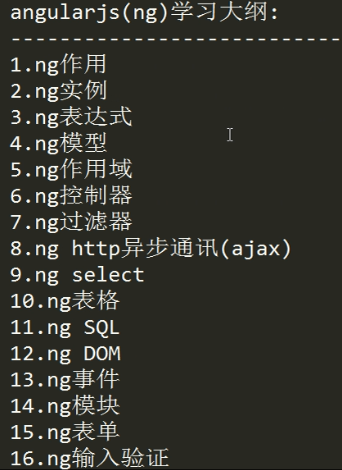 angularjs(ng)学习大纲:
---------------------------
1.ng作用
2.ng实例
3.ng表达式
4.ng模型
5.ng作用域
6.ng控制器
7.ng过滤器
8.ng http异步通讯(ajax)
9.ng select
10.ng表格
11.ng SQL
12.ng DOM
13.ng事件
14.ng模块
15.ng表单
16.ng输入验证